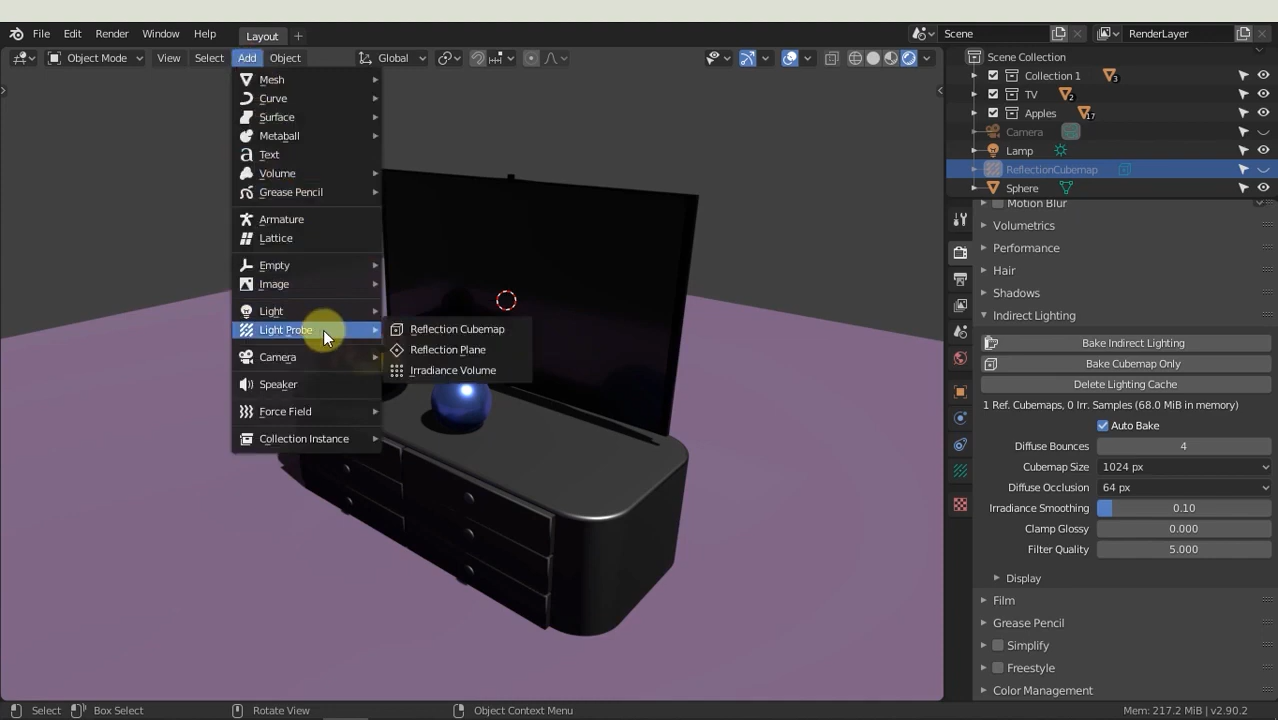 File Edit Render Window Help Layout + Scene RenderLayer
Object Mode View Select Add Object Global
Mesh
Curve
Surface
Metaball
Text
Volume
Grease Pencil
Armature
Lattice
Empty
Image
Light
Light Probe
Camera
Speaker
Force Field
Collection Instance
Reflection Cubemap
Reflection Plane
Irradiance Volume
Scene Collection
Collection 1 3
TV 2
Apples 17
Camera
Lamp
ReflectionCubemap
Sphere
Motion Blur
Volumetrics
Performance
Hair
Shadows
Indirect Lighting
Bake Indirect Lighting
Bake Cubemap Only
Delete Lighting Cache
1 Ref. Cubemaps, 0 Irr. Samples (68.0 MiB in memory)
Auto Bake
Diffuse Bounces 4
Cubemap Size 1024 px
Diffuse Occlusion 64 px
Irradiance Smoothing 0.10
Clamp Glossy 0.000
Filter Quality 5.000
Display
Film
Grease Pencil
Simplify
Freestyle
Color Management
Select Box Select Rotate View Object Context Menu Mem: 217.2 MiB | v2.90.2